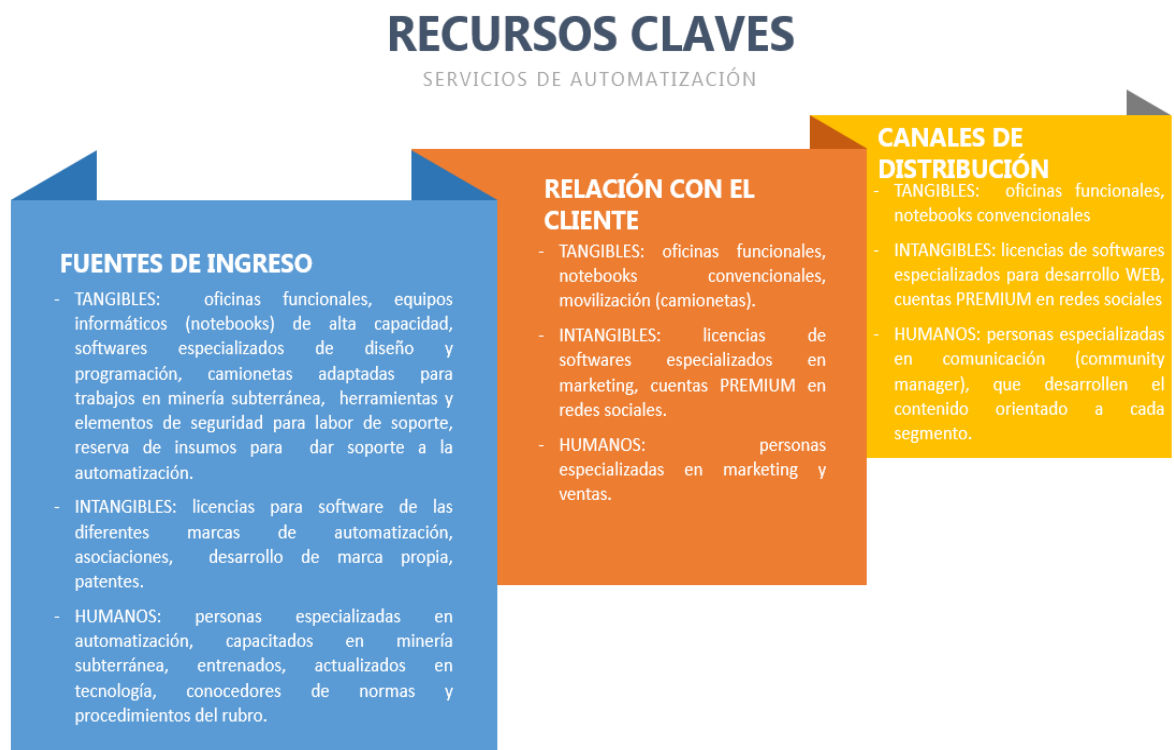 RECURSOS CLAVES
SERVICIOS DE AUTOMATIZACIÓN
FUENTES DE INGRESO
- TANGIBLES: oficinas funcionales, equipos
informáticos (notebooks) de alta capacidad,
softwares especializados de diseño y
programación, camionetas adaptadas para
trabajos en minería subterránea, herramientas y
elementos de seguridad para labor de soporte,
reserva de insumos para dar soporte a la
automatización.
- INTANGIBLES: licencias para software de las
diferentes marcas de automatización,
asociaciones, desarrollo de marca propia,
patentes.
- HUMANOS: personas especializadas en
automatización, capacitados en minería
subterránea, entrenados, actualizados en
tecnología, conocedores de normas y
procedimientos del rubro.
RELACIÓN CON EL
CLIENTE
- TANGIBLES: oficinas funcionales,
notebooks convencionales,
movilización (camionetas).
- INTANGIBLES: licencias de
softwares especializados en
marketing, cuentas PREMIUM en
redes sociales.
- HUMANOS: personas
especializadas en marketing y
ventas.
CANALES DE
DISTRIBUCIÓN
- TANGIBLES: oficinas funcionales,
notebooks convencionales
- INTANGIBLES: licencias de softwares
especializados para desarrollo WEB,
cuentas PREMIUM en redes sociales
- HUMANOS: personas especializadas
en comunicación (community
manager), que desarrollen el
contenido orientado a cada
segmento.